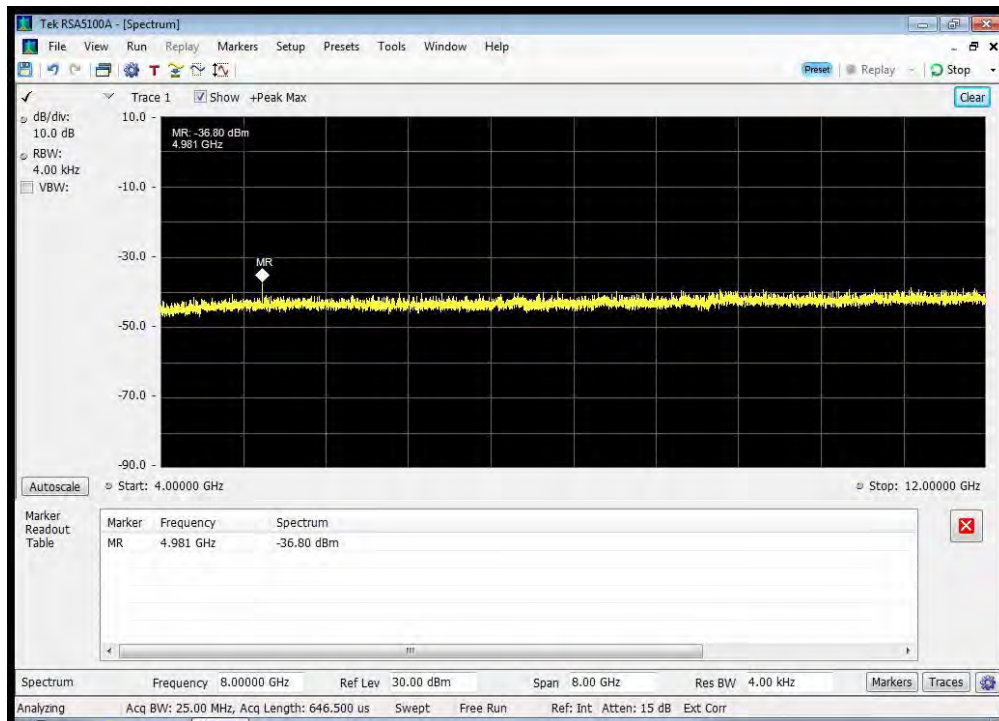 Tek RSA5100A - [Spectrum]
File View Run Replay Markers Setup Presets Tools Window Help
Preset Replay Stop
Trace 1 Show +Peak Max Clear
dB/div:
10.0 dB
RBW:
4.00 kHz
VBW:
10.0
-10.0
-30.0
-50.0
-70.0
-90.0
MR: -36.80 dBm
4.981 GHz
MR
Autoscale Start: 4.00000 GHz Stop: 12.00000 GHz
Marker
Readout
Table
Marker Frequency Spectrum
MR 4.981 GHz -36.80 dBm
Spectrum Frequency 8.00000 GHz Ref Lev 30.00 dBm Span 8.00 GHz Res BW 4.00 kHz Markers Traces
Analyzing Acq BW: 25.00 MHz, Acq Length: 646.500 us Swept Free Run Ref: Int Atten: 15 dB Ext Corr